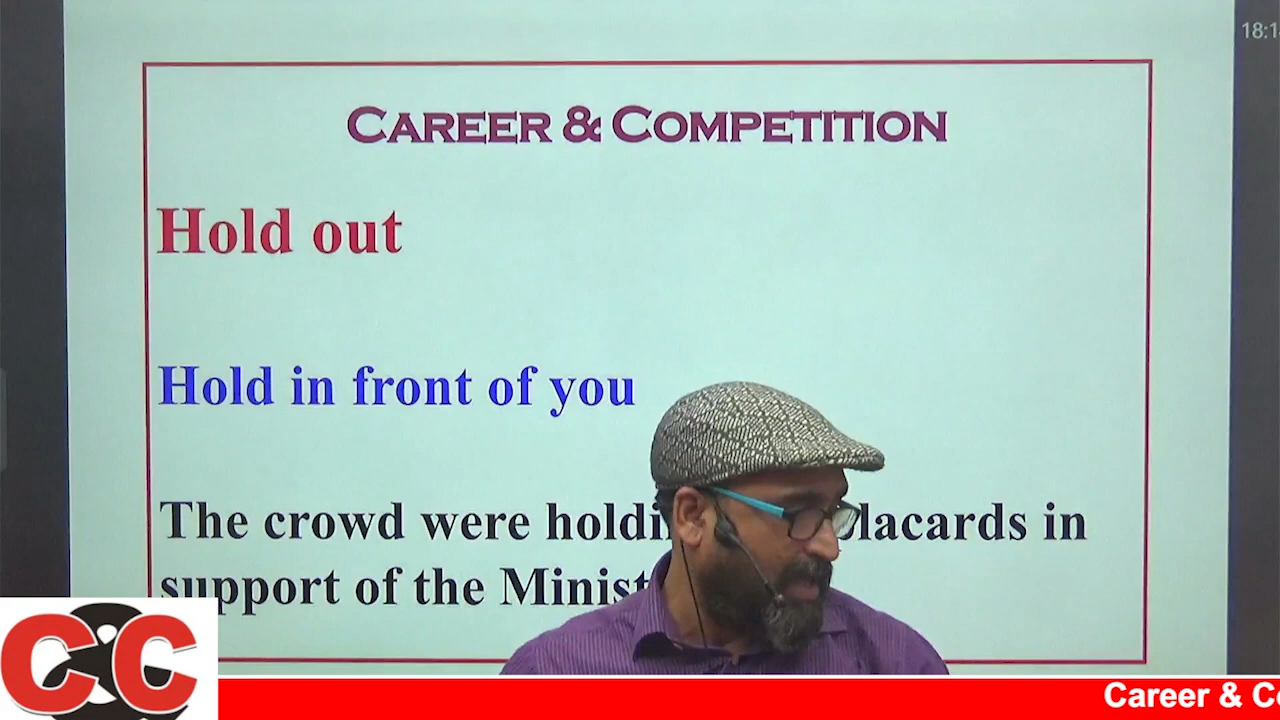 18:1
CAREER & COMPETITION
Hold out
Hold in front of you
The crowd were holdi lacards in
support of the Minist
CC
Career & Co